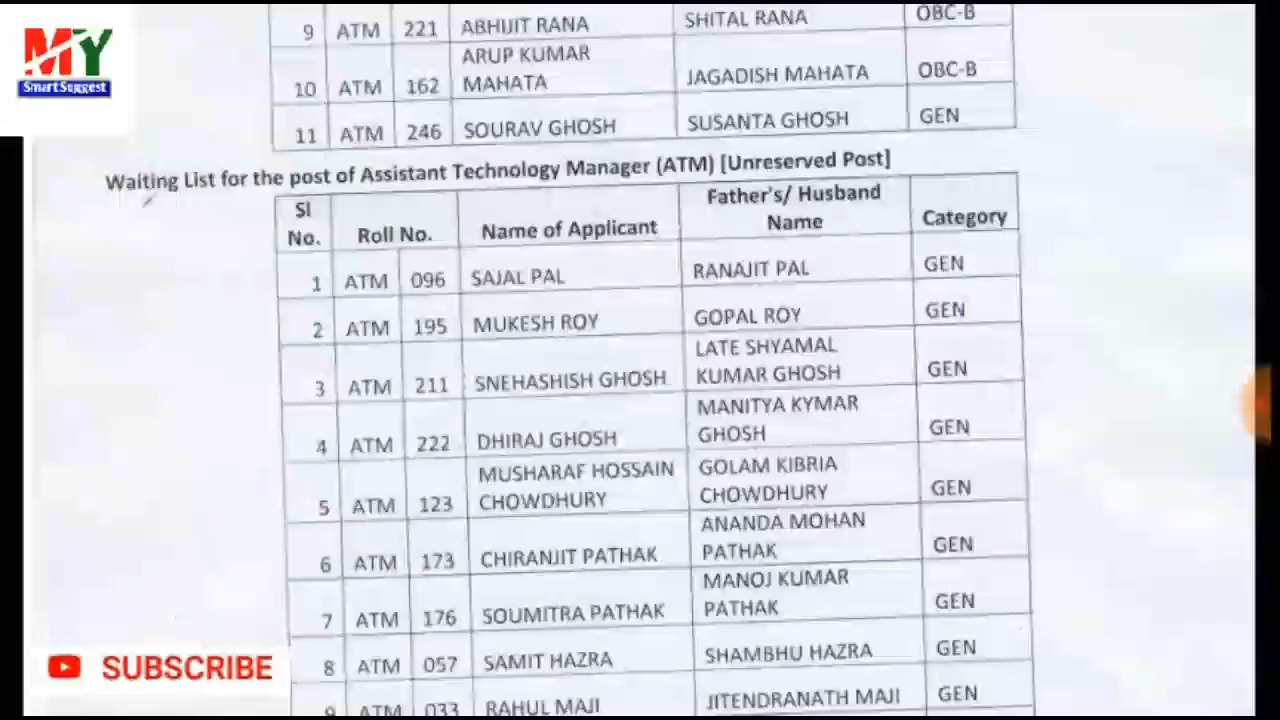 MY
SmartSuggest
9 ATM 221 ABHIJIT RANA SHITAL RANA OBC-B
10 ATM 162 ARUP KUMAR MAHATA JAGADISH MAHATA OBC-B
11 ATM 246 SOURAV GHOSH SUSANTA GHOSH GEN
Waiting List for the post of Assistant Technology Manager (ATM) [Unreserved Post]
Sl No. Roll No. Name of Applicant Father's/ Husband Name Category
1 ATM 096 SAJAL PAL RANAJIT PAL GEN
2 ATM 195 MUKESH ROY GOPAL ROY GEN
3 ATM 211 SNEHASHISH GHOSH LATE SHYAMAL KUMAR GHOSH GEN
4 ATM 222 DHIRAJ GHOSH MANITYA KYMAR GHOSH GEN
5 ATM 123 MUSHARAF HOSSAIN CHOWDHURY GOLAM KIBRIA CHOWDHURY GEN
6 ATM 173 CHIRANJIT PATHAK ANANDA MOHAN PATHAK GEN
7 ATM 176 SOUMITRA PATHAK MANOJ KUMAR PATHAK GEN
8 ATM 057 SAMIT HAZRA SHAMBHU HAZRA GEN
9 ATM 033 RAHUL MAJI JITENDRANATH MAJI GEN
SUBSCRIBE